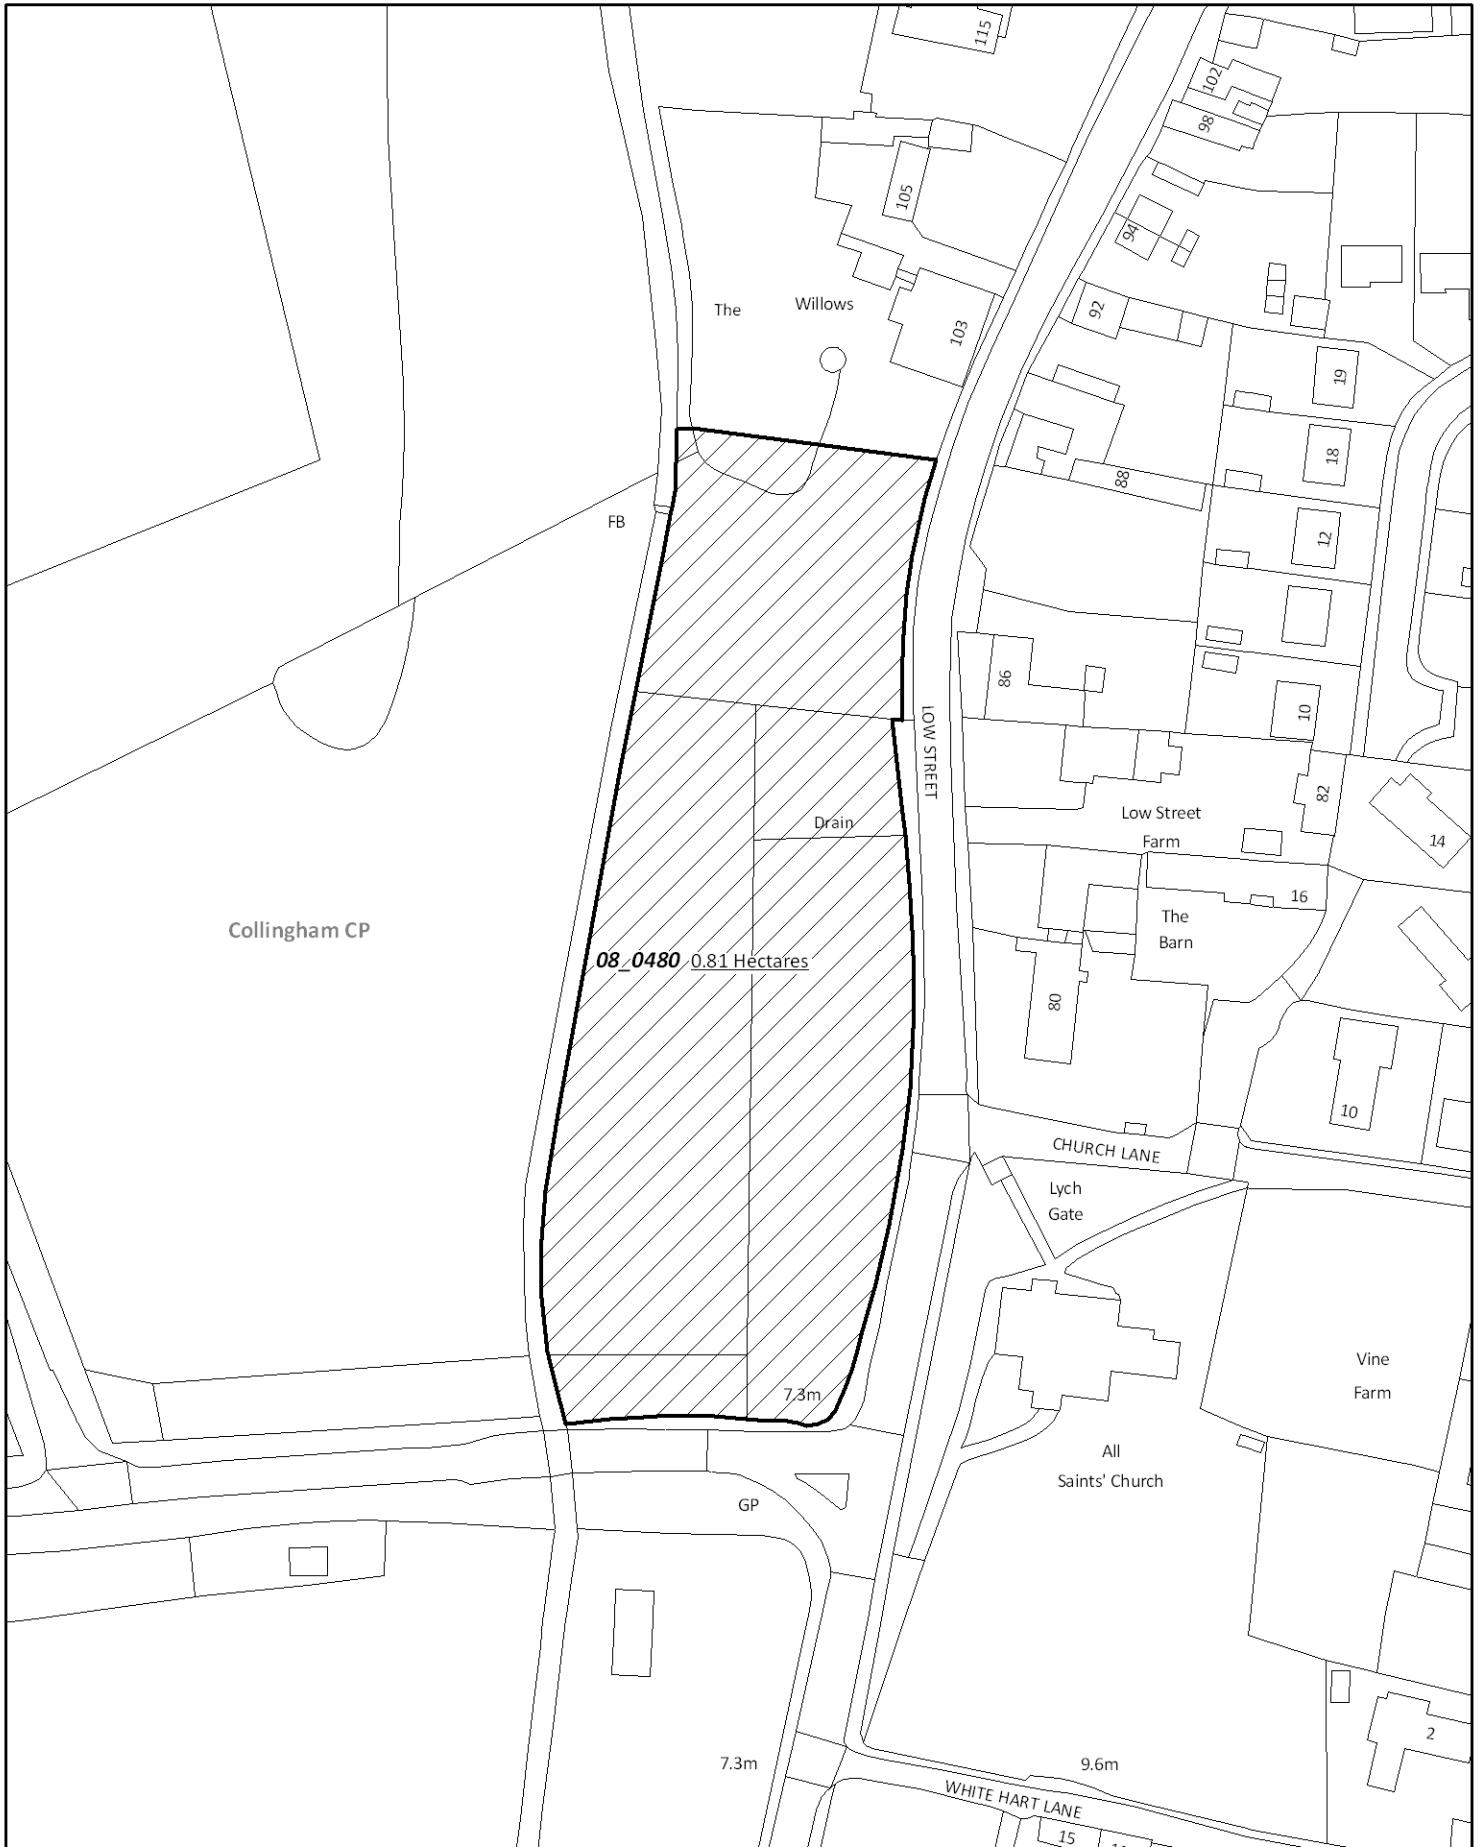 115
102
98
105
94
The Willows
103
92
19
18
88
FB
12
86
10
LOW STREET
82
Low Street
Farm
Drain
14
16
The
Barn
Collingham CP
08_0480 0.81 Hectares
80
10
CHURCH LANE
Lych
Gate
Vine
Farm
7.3m
All
Saints' Church
GP
2
7.3m
9.6m
WHITE HART LANE
15